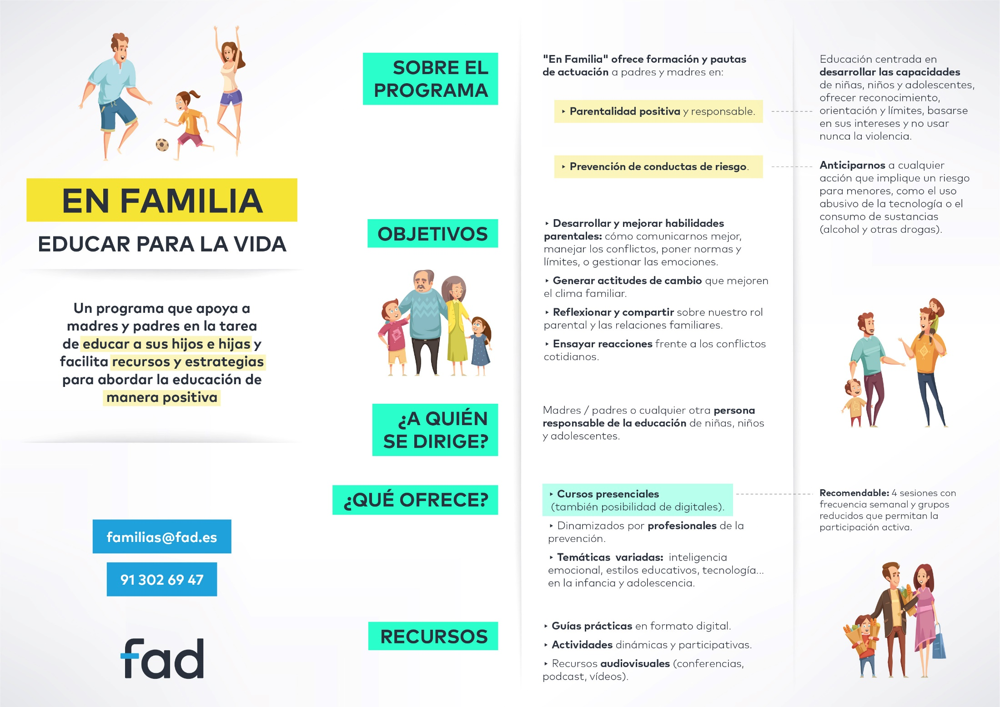 EN FAMILIA
EDUCAR PARA LA VIDA
Un programa que apoya a
madres y padres en la tarea
de educar a sus hijos e hijas y
facilita recursos y estrategias
para abordar la educación de
manera positiva
familias@fad.es
91 302 69 47
fad
SOBRE EL
PROGRAMA
"En Familia" ofrece formación y pautas
de actuación a padres y madres en:
‣ Parentalidad positiva y responsable.
Educación centrada en
desarrollar las capacidades
de niñas, niños y adolescentes,
ofrecer reconocimiento,
orientación y límites, basarse
en sus intereses y no usar
nunca la violencia.
‣ Prevención de conductas de riesgo.
Anticiparnos a cualquier
acción que implique un riesgo
para menores, como el uso
abusivo de la tecnología o el
consumo de sustancias
(alcohol y otras drogas).
OBJETIVOS
‣ Desarrollar y mejorar habilidades
parentales: cómo comunicarnos mejor,
manejar los conflictos, poner normas y
límites, o gestionar las emociones.
‣ Generar actitudes de cambio que mejoren
el clima familiar.
‣ Reflexionar y compartir sobre nuestro rol
parental y las relaciones familiares.
‣ Ensayar reacciones frente a los conflictos
cotidianos.
¿A QUIÉN
SE DIRIGE?
Madres / padres o cualquier otra persona
responsable de la educación de niñas, niños
y adolescentes.
¿QUÉ OFRECE?
‣ Cursos presenciales
(también posibilidad de digitales).
Recomendable: 4 sesiones con
frecuencia semanal y grupos
reducidos que permitan la
participación activa.
‣ Dinamizados por profesionales de la
prevención.
‣ Temáticas variadas: inteligencia
emocional, estilos educativos, tecnología...
en la infancia y adolescencia.
RECURSOS
‣ Guías prácticas en formato digital.
‣ Actividades dinámicas y participativas.
‣ Recursos audiovisuales (conferencias,
podcast, vídeos).